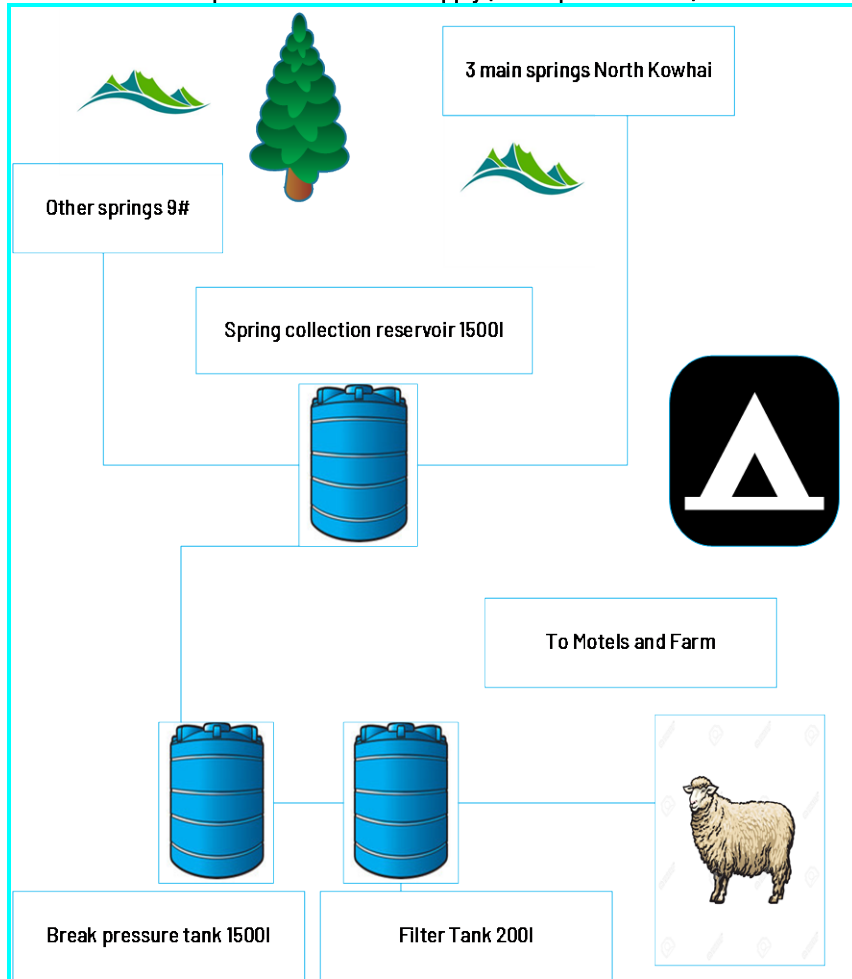 3 main springs North Kowhai
Other springs 9#
Spring collection reservoir 1500l
To Motels and Farm
Break pressure tank 1500l
Filter Tank 200l